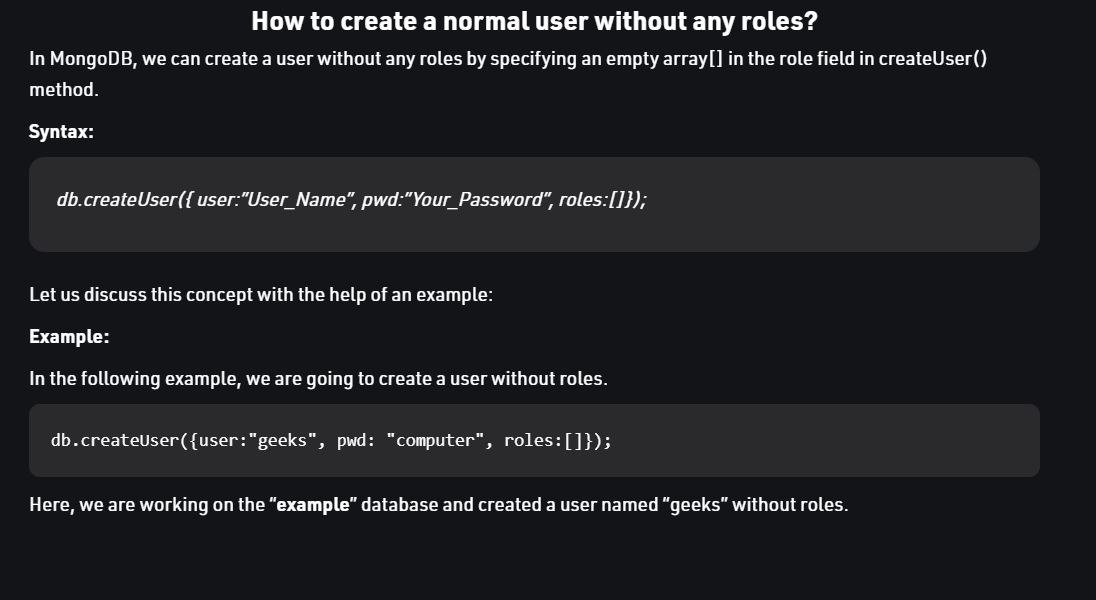 How to create a normal user without any roles?
In MongoDB, we can create a user without any roles by specifying an empty array[] in the role field in createUser()
method.
Syntax:
db.createUser({ user:”User_Name”, pwd:”Your_Password”, roles:[]});
Let us discuss this concept with the help of an example:
Example:
In the following example, we are going to create a user without roles.
db.createUser({user:"geeks", pwd: "computer", roles:[]});
Here, we are working on the “example” database and created a user named “geeks” without roles.